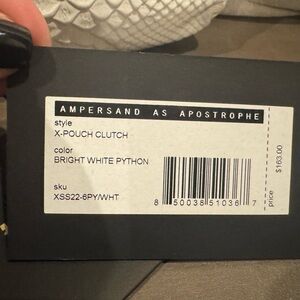 AMPERSAND AS APOSTROPHE
style
X-POUCH CLUTCH
color
BRIGHT WHITE PYTHON
sku
XSS22-6PY/WHT
8 50038 51036 7
price
$163.00